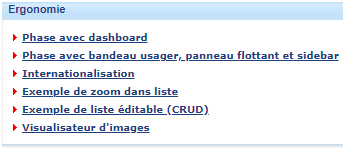 Ergonomie
Phase avec dashboard
Phase avec bandeau usager, panneau flottant et sidebar
Internationalisation
Exemple de zoom dans liste
Exemple de liste éditable (CRUD)
Visualisateur d'images